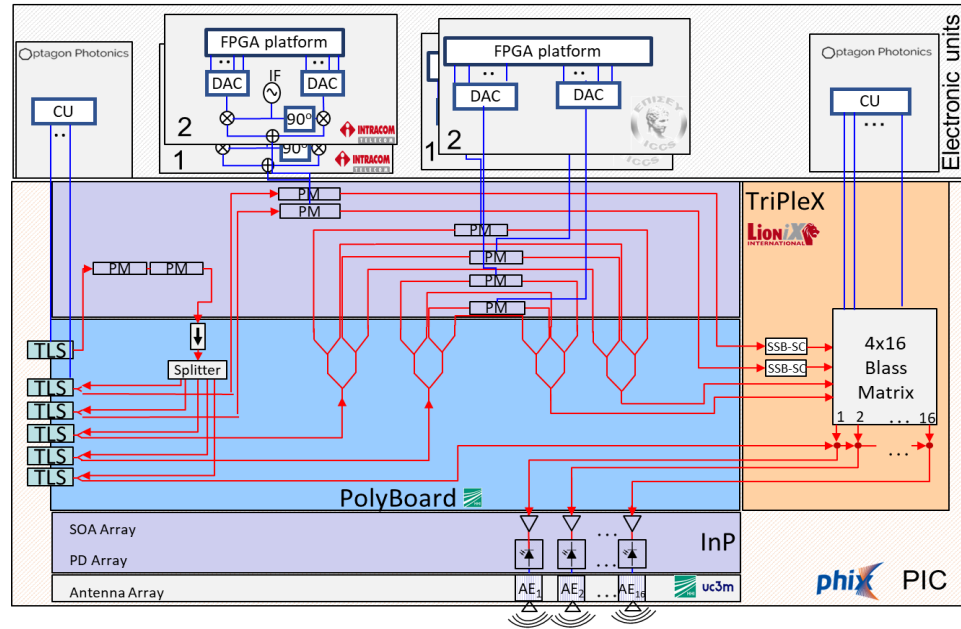 Electronic units
Optagon Photonics
CU
..
FPGA platform
..
DAC
IF
DAC
90°
2
INTRACOM
1
90°
INTRACOM
FPGA platform
..
DAC
DAC
2
1
ΕΠΙΣΕΥ
ICCS
ICCS
Optagon Photonics
CU
...
PM
PM
PM
PM
PM
PM
PM
PM
TriPleX
LioniX
INTERNATIONAL
TLS
Splitter
TLS
TLS
TLS
TLS
TLS
SSB-SC
SSB-SC
4x16
Blass
Matrix
1 2 ... 16
...
PolyBoard
SOA Array
...
InP
PD Array
...
Antenna Array
AE1
AE2
...
AE16
uc3m
phix
PIC